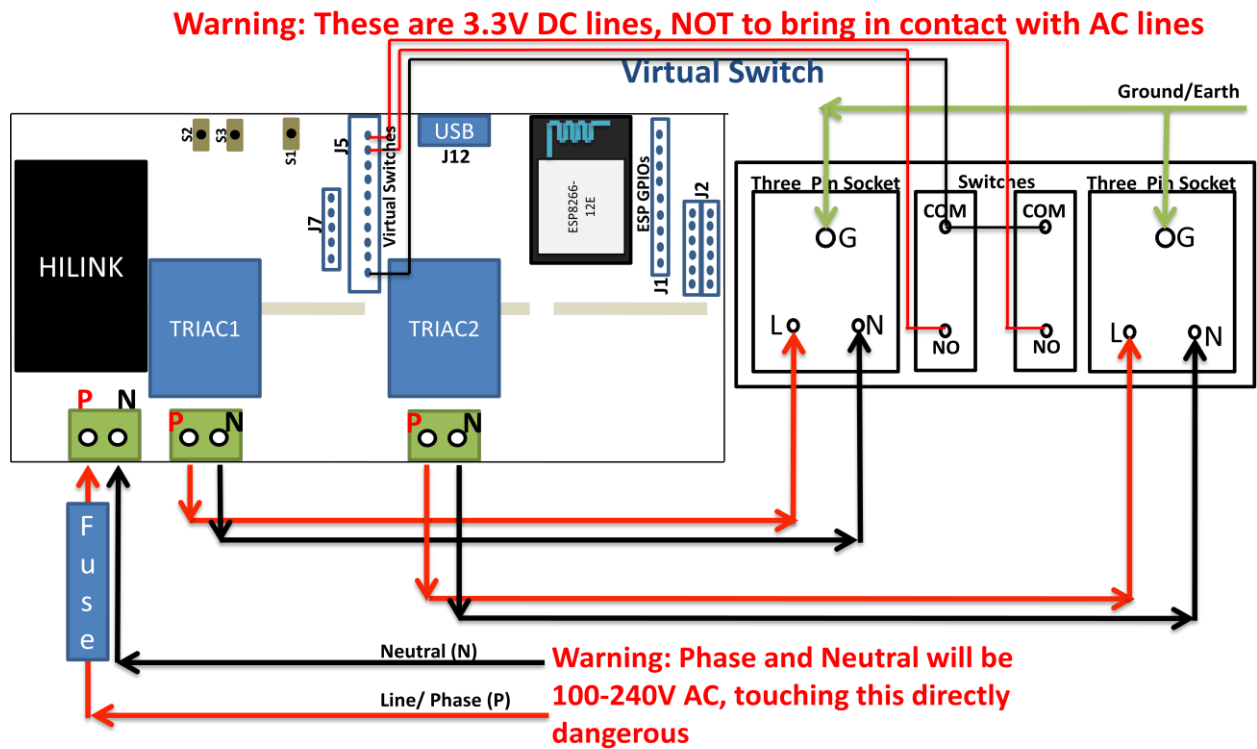 Warning: These are 3.3V DC lines, NOT to bring in contact with AC lines
Virtual Switch
Ground/Earth
S2
S3
S1
J5
Virtual Switches
USB
J12
ESP8266-
12E
ESP GPIOs
J1
J2
J7
HILINK
TRIAC1
TRIAC2
Three Pin Socket
Switches
Three Pin Socket
COM
COM
G
G
L
N
NO
NO
L
N
P
N
P
N
P
N
Fuse
Neutral (N)
Line/ Phase (P)
Warning: Phase and Neutral will be
100-240V AC, touching this directly
dangerous